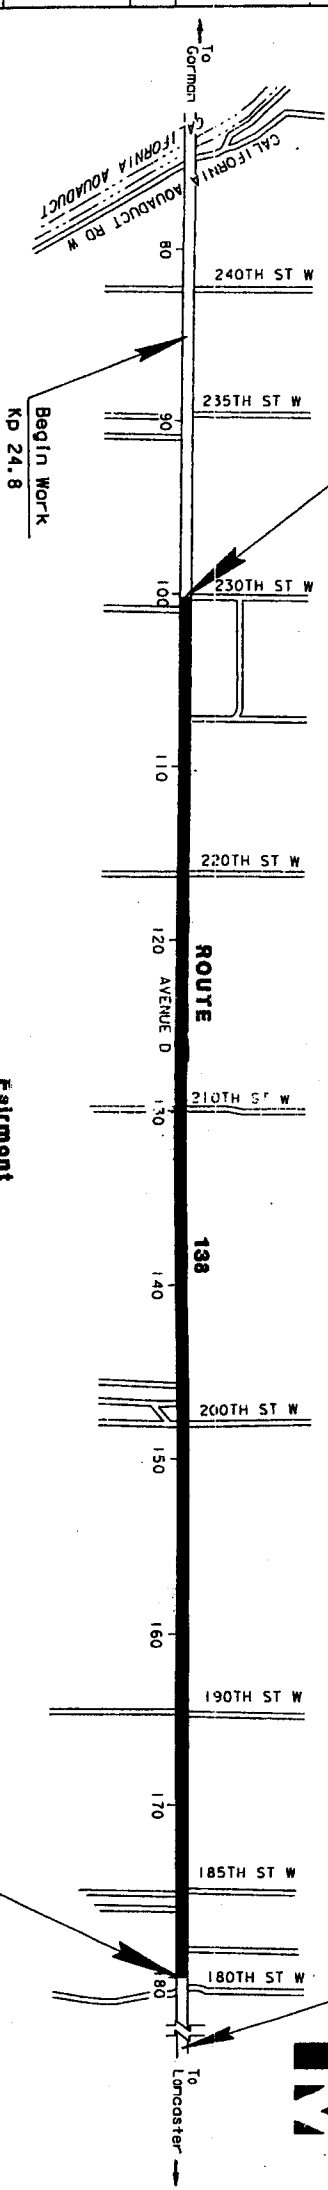 To
Gorman
CALIFORNIA AQUADUCT
CALIFORNIA AQUADUCT RD W
80
240TH ST W
Begin Work
Kp 24.8
235TH ST W
90
230TH ST W
100
110
220TH ST W
120
AVENUE D
ROUTE
138
210TH ST W
130
Fairmont
140
200TH ST W
150
160
190TH ST W
170
185TH ST W
180TH ST W
180
To
Lancaster